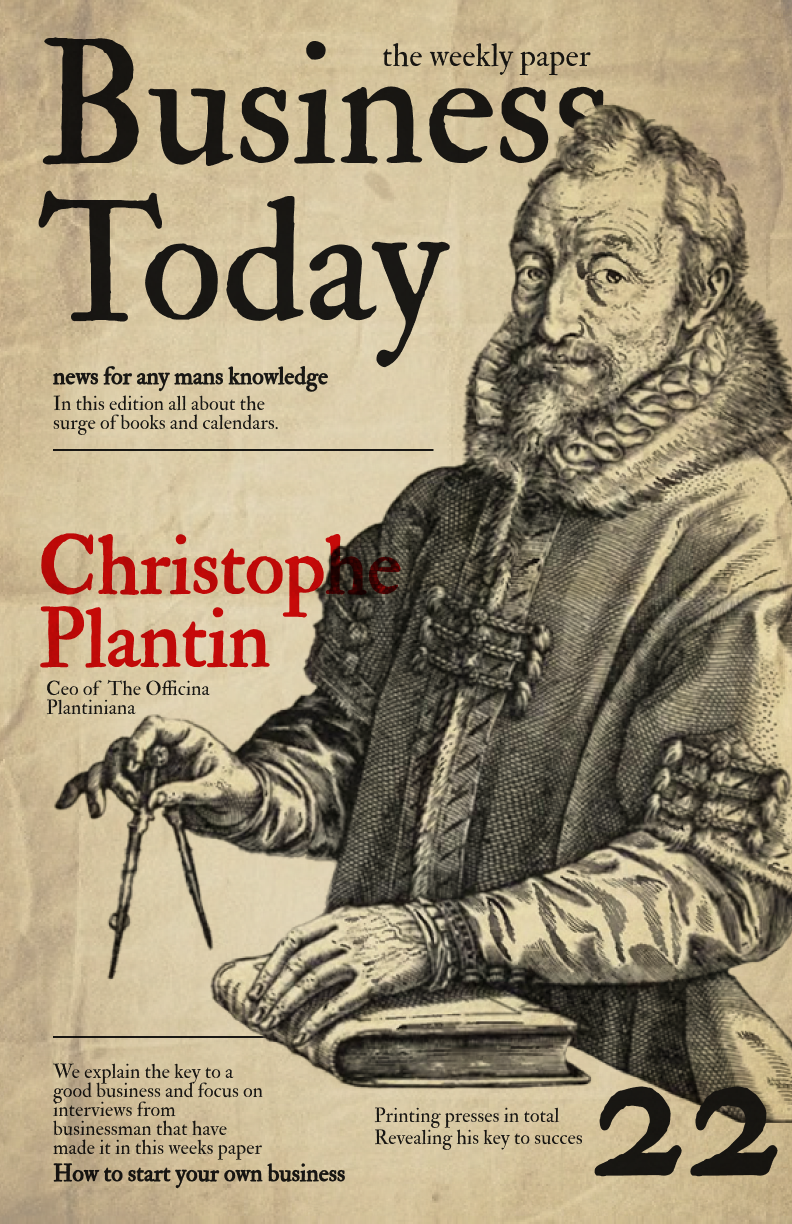 the weekly paper
Business
Today
news for any mans knowledge
In this edition all about the
surge of books and calendars.
Christophe
Plantin
Ceo of The Officina
Plantiniana
We explain the key to a
good business and focus on
interviews from
businessman that have
made it in this weeks paper
How to start your own business
Printing presses in total
Revealing his key to succes
22